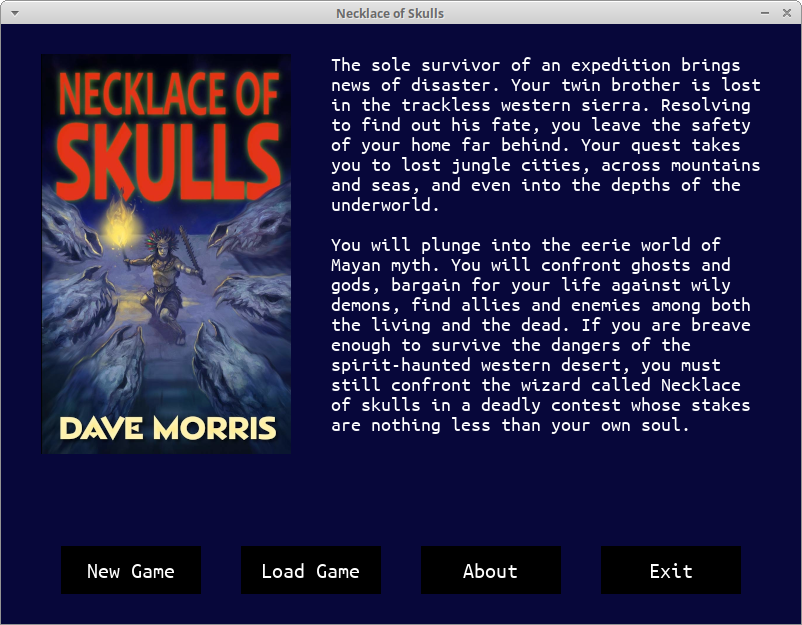 Necklace of Skulls
NECKLACE OF
SKULLS
DAVE MORRIS
The sole survivor of an expedition brings
news of disaster. Your twin brother is lost
in the trackless western sierra. Resolving
to find out his fate, you leave the safety
of your home far behind. Your quest takes
you to lost jungle cities, across mountains
and seas, and even into the depths of the
underworld.
You will plunge into the eerie world of
Mayan myth. You will confront ghosts and
gods, bargain for your life against wily
demons, find allies and enemies among both
the living and the dead. If you are breave
enough to survive the dangers of the
spirit-haunted western desert, you must
still confront the wizard called Necklace
of skulls in a deadly contest whose stakes
are nothing less than your own soul.
New Game
Load Game
About
Exit